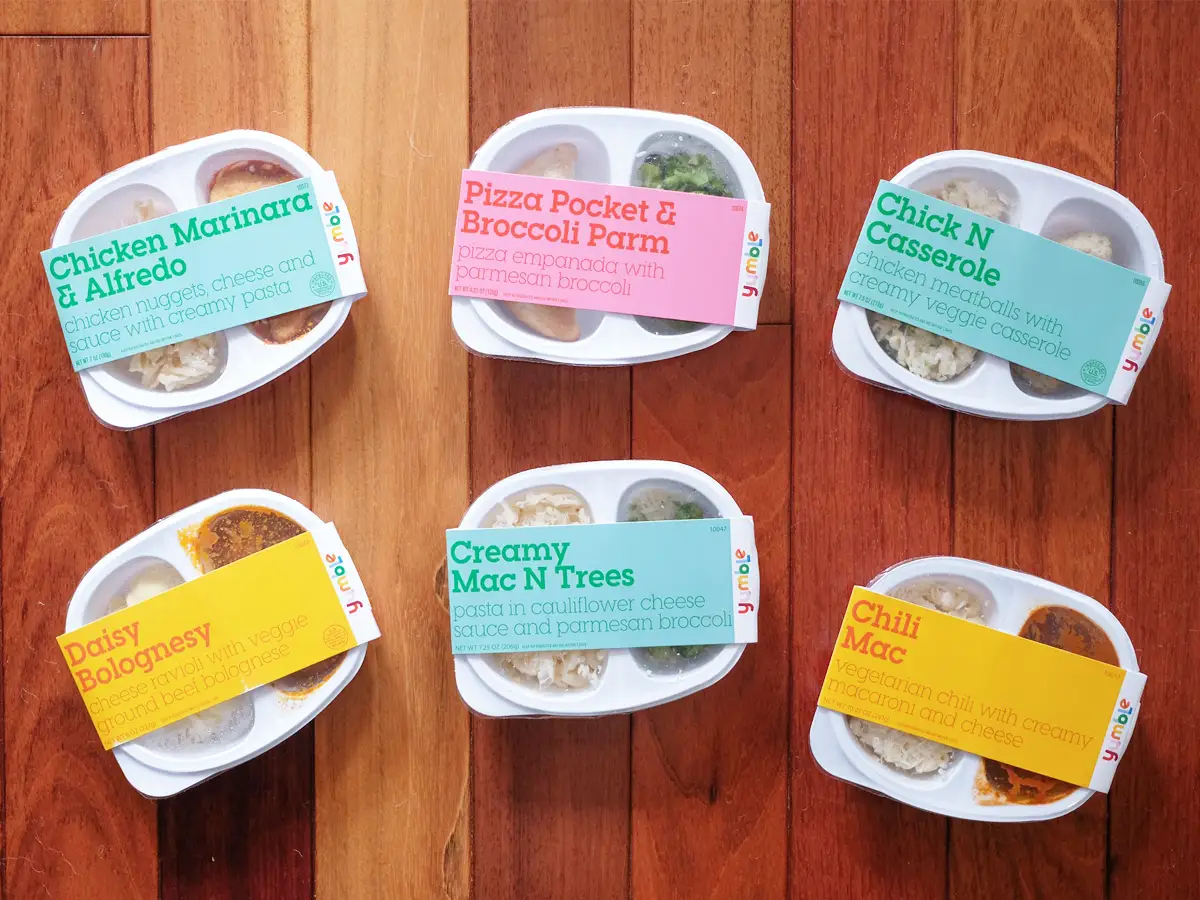 Chicken Marinara
& Alfredo
chicken nuggets, cheese and
sauce with creamy pasta
yumble
Pizza Pocket &
Broccoli Parm
pizza empanada with
parmesan broccoli
yumble
Chick N
Casserole
chicken meatballs with
creamy veggie casserole
yumble
Daisy
Bolognesy
cheese ravioli with veggie
ground beef bolognese
yumble
10047
Creamy
Mac N Trees
pasta in cauliflower cheese
sauce and parmesan broccoli
NET WT 7.25 OZ (206g)
yumble
Chili
Mac
vegetarian chili with creamy
macaroni and cheese
yumble